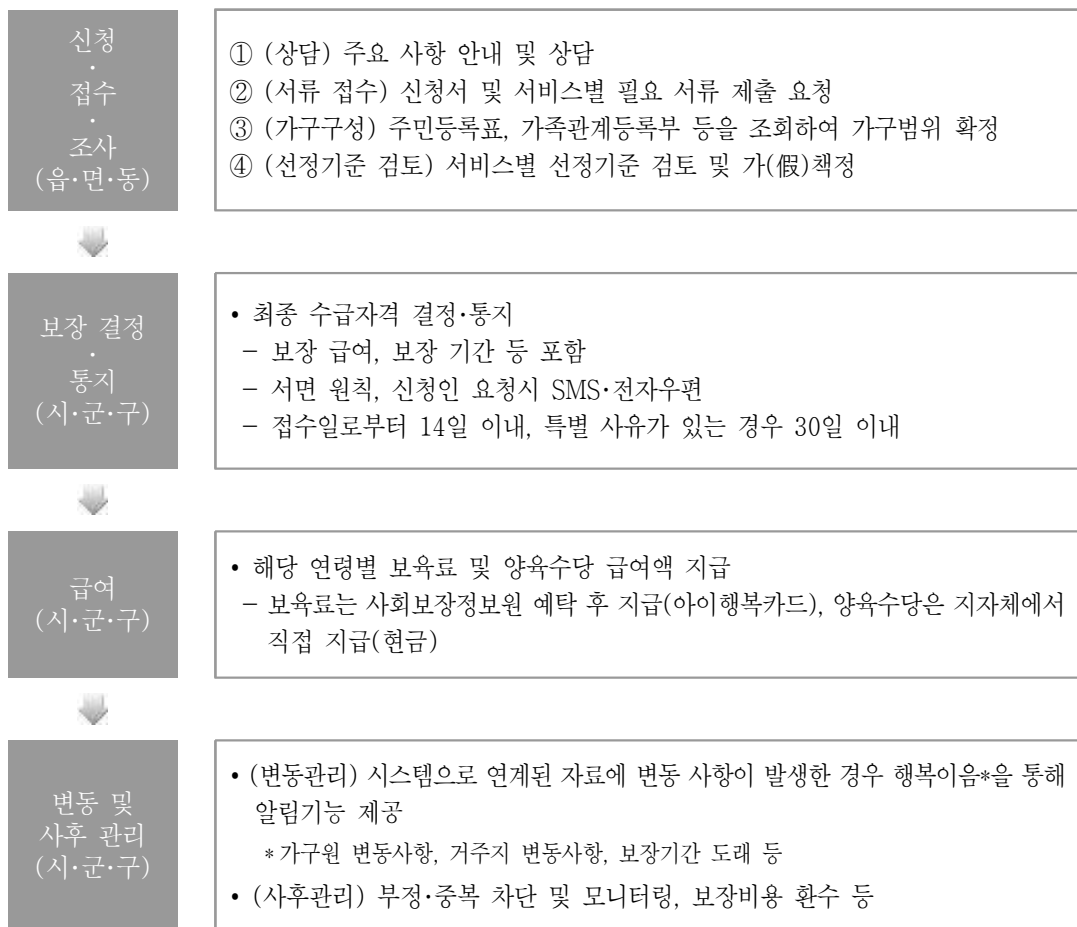 신청
·
접수
·
조사
(읍·면·동)
① (상담) 주요 사항 안내 및 상담
② (서류 접수) 신청서 및 서비스별 필요 서류 제출 요청
③ (가구구성) 주민등록표, 가족관계등록부 등을 조회하여 가구범위 확정
④ (선정기준 검토) 서비스별 선정기준 검토 및 가(假)책정
보장 결정
·
통지
(시·군·구)
• 최종 수급자격 결정·통지
－ 보장 급여, 보장 기간 등 포함
－ 서면 원칙, 신청인 요청시 SMS·전자우편
－ 접수일로부터 14일 이내, 특별 사유가 있는 경우 30일 이내
급여
(시·군·구)
• 해당 연령별 보육료 및 양육수당 급여액 지급
－ 보육료는 사회보장정보원 예탁 후 지급(아이행복카드), 양육수당은 지자체에서
직접 지급(현금)
변동 및
사후 관리
(시·군·구)
• (변동관리) 시스템으로 연계된 자료에 변동 사항이 발생한 경우 행복이음*을 통해
알림기능 제공
* 가구원 변동사항, 거주지 변동사항, 보장기간 도래 등
• (사후관리) 부정·중복 차단 및 모니터링, 보장비용 환수 등